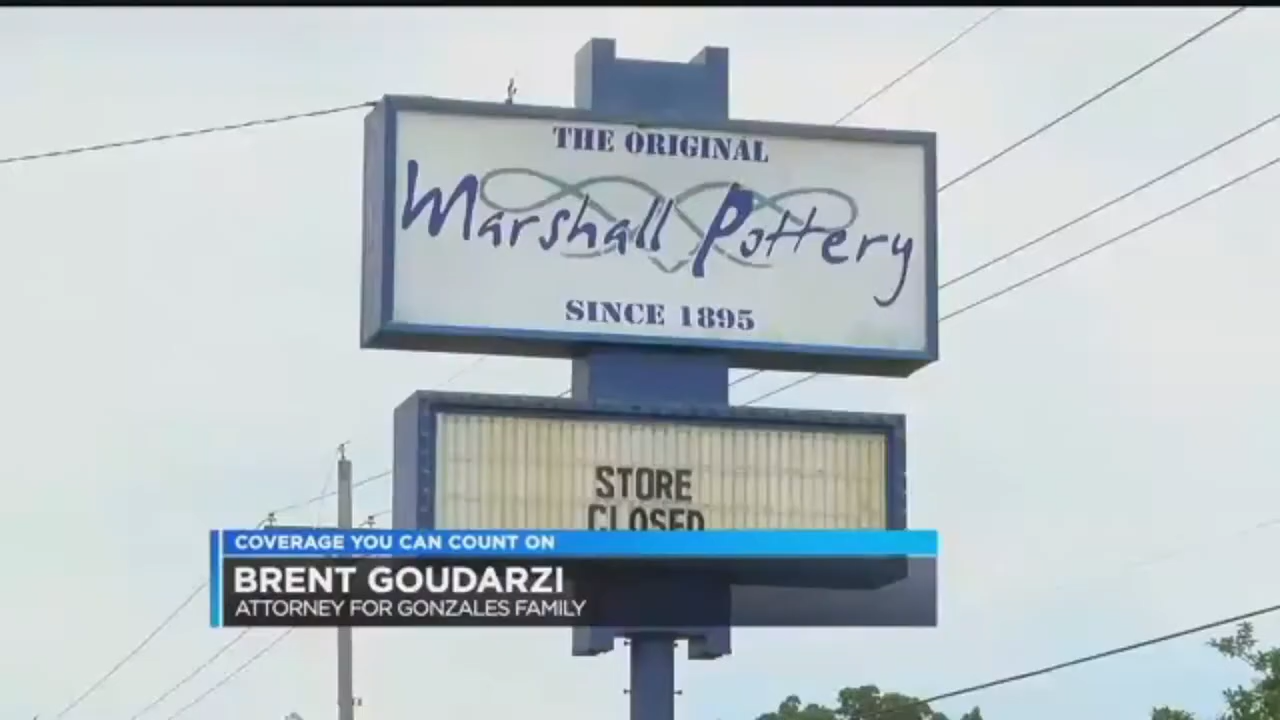 THE ORIGINAL
Marshall Pottery
SINCE 1895
STORE
CLOSED
COVERAGE YOU CAN COUNT ON
BRENT GOUDARZI
ATTORNEY FOR GONZALES FAMILY